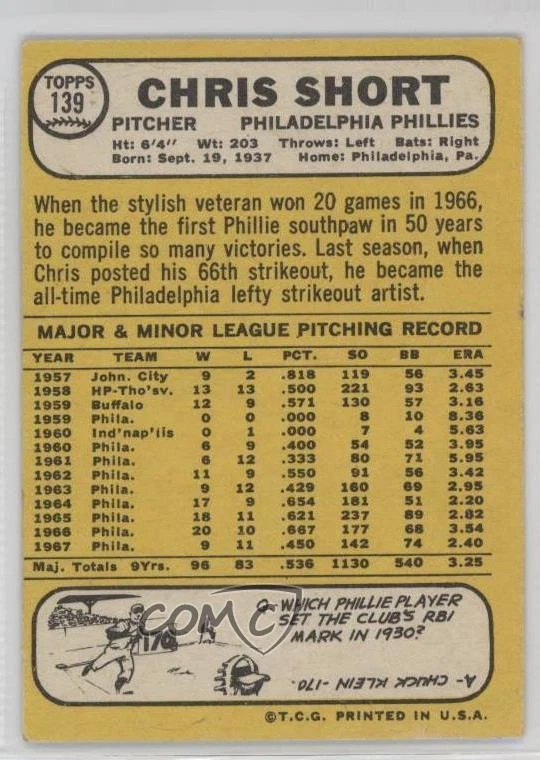 TOPPS
139
CHRIS SHORT
PITCHER PHILADELPHIA PHILLIES
Ht: 6'4" Wt: 203 Throws: Left Bats: Right
Born: Sept. 19, 1937 Home: Philadelphia, Pa.
When the stylish veteran won 20 games in 1966,
he became the first Phillie southpaw in 50 years
to compile so many victories. Last season, when
Chris posted his 66th strikeout, he became the
all-time Philadelphia lefty strikeout artist.
MAJOR & MINOR LEAGUE PITCHING RECORD
YEAR TEAM W L PCT. SO BB ERA
1957 John. City 9 2 .818 119 56 3.45
1958 HP-Tho'sv. 13 13 .500 221 93 2.63
1959 Buffalo 12 9 .571 130 57 3.16
1959 Phila. 0 0 .000 8 10 8.36
1960 Ind'nap'lis 0 1 .000 7 4 5.63
1960 Phila. 6 9 .400 54 52 3.95
1961 Phila. 6 12 .333 80 71 5.95
1962 Phila. 11 9 .550 91 56 3.42
1963 Phila. 9 12 .429 160 69 2.95
1964 Phila. 17 9 .654 181 51 2.20
1965 Phila. 18 11 .621 237 89 2.82
1966 Phila. 20 10 .667 177 68 3.54
1967 Phila. 9 11 .450 142 74 2.40
Maj. Totals 9Yrs. 96 83 .536 1130 540 3.25
170
COMC
Q- WHICH PHILLIE PLAYER
SET THE CLUB'S RBI
MARK IN 1930?
A- CHUCK KLEIN -170.
©T.C.G. PRINTED IN U.S.A.